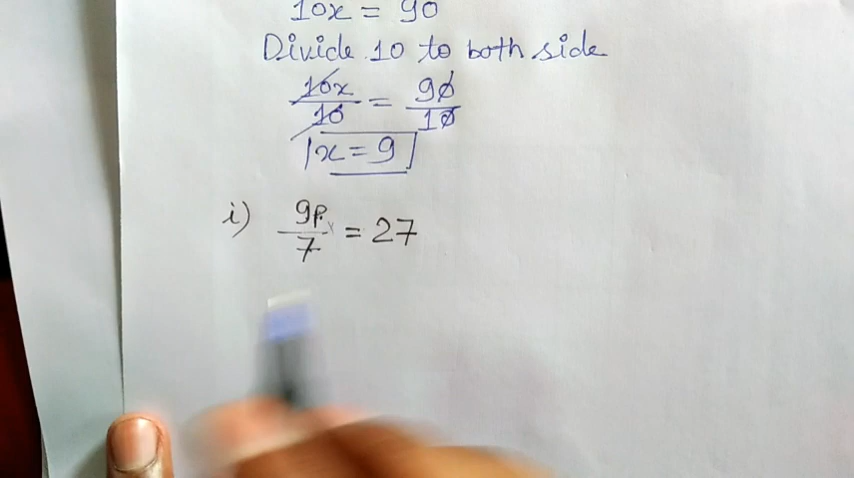 10x = 90
Divide 10 to both side
10x/10 = 90/10
x = 9
i) 9p/7 = 27